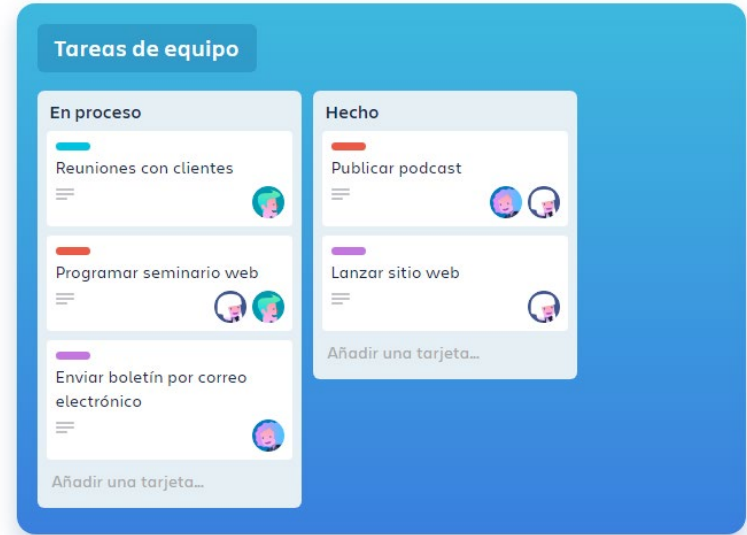 Tareas de equipo
En proceso
Reuniones con clientes
Programar seminario web
Enviar boletín por correo
electrónico
Añadir una tarjeta...
Hecho
Publicar podcast
Lanzar sitio web
Añadir una tarjeta...